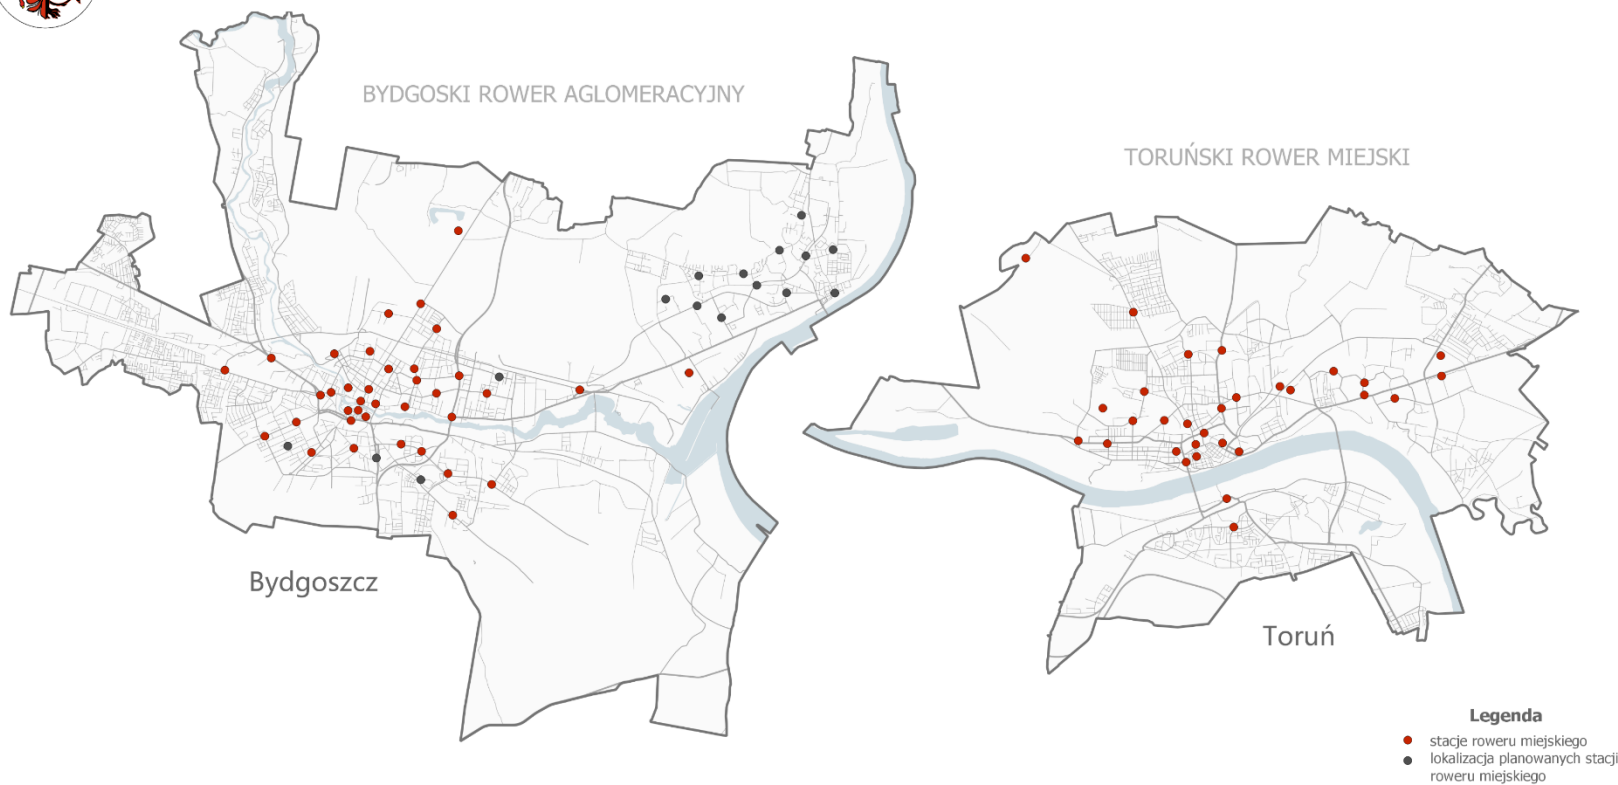 BYDGOSKI ROWER AGLOMERACYJNY
TORUŃSKI ROWER MIEJSKI
Bydgoszcz
Toruń
Legenda
stacje roweru miejskiego
lokalizacja planowanych stacji
roweru miejskiego